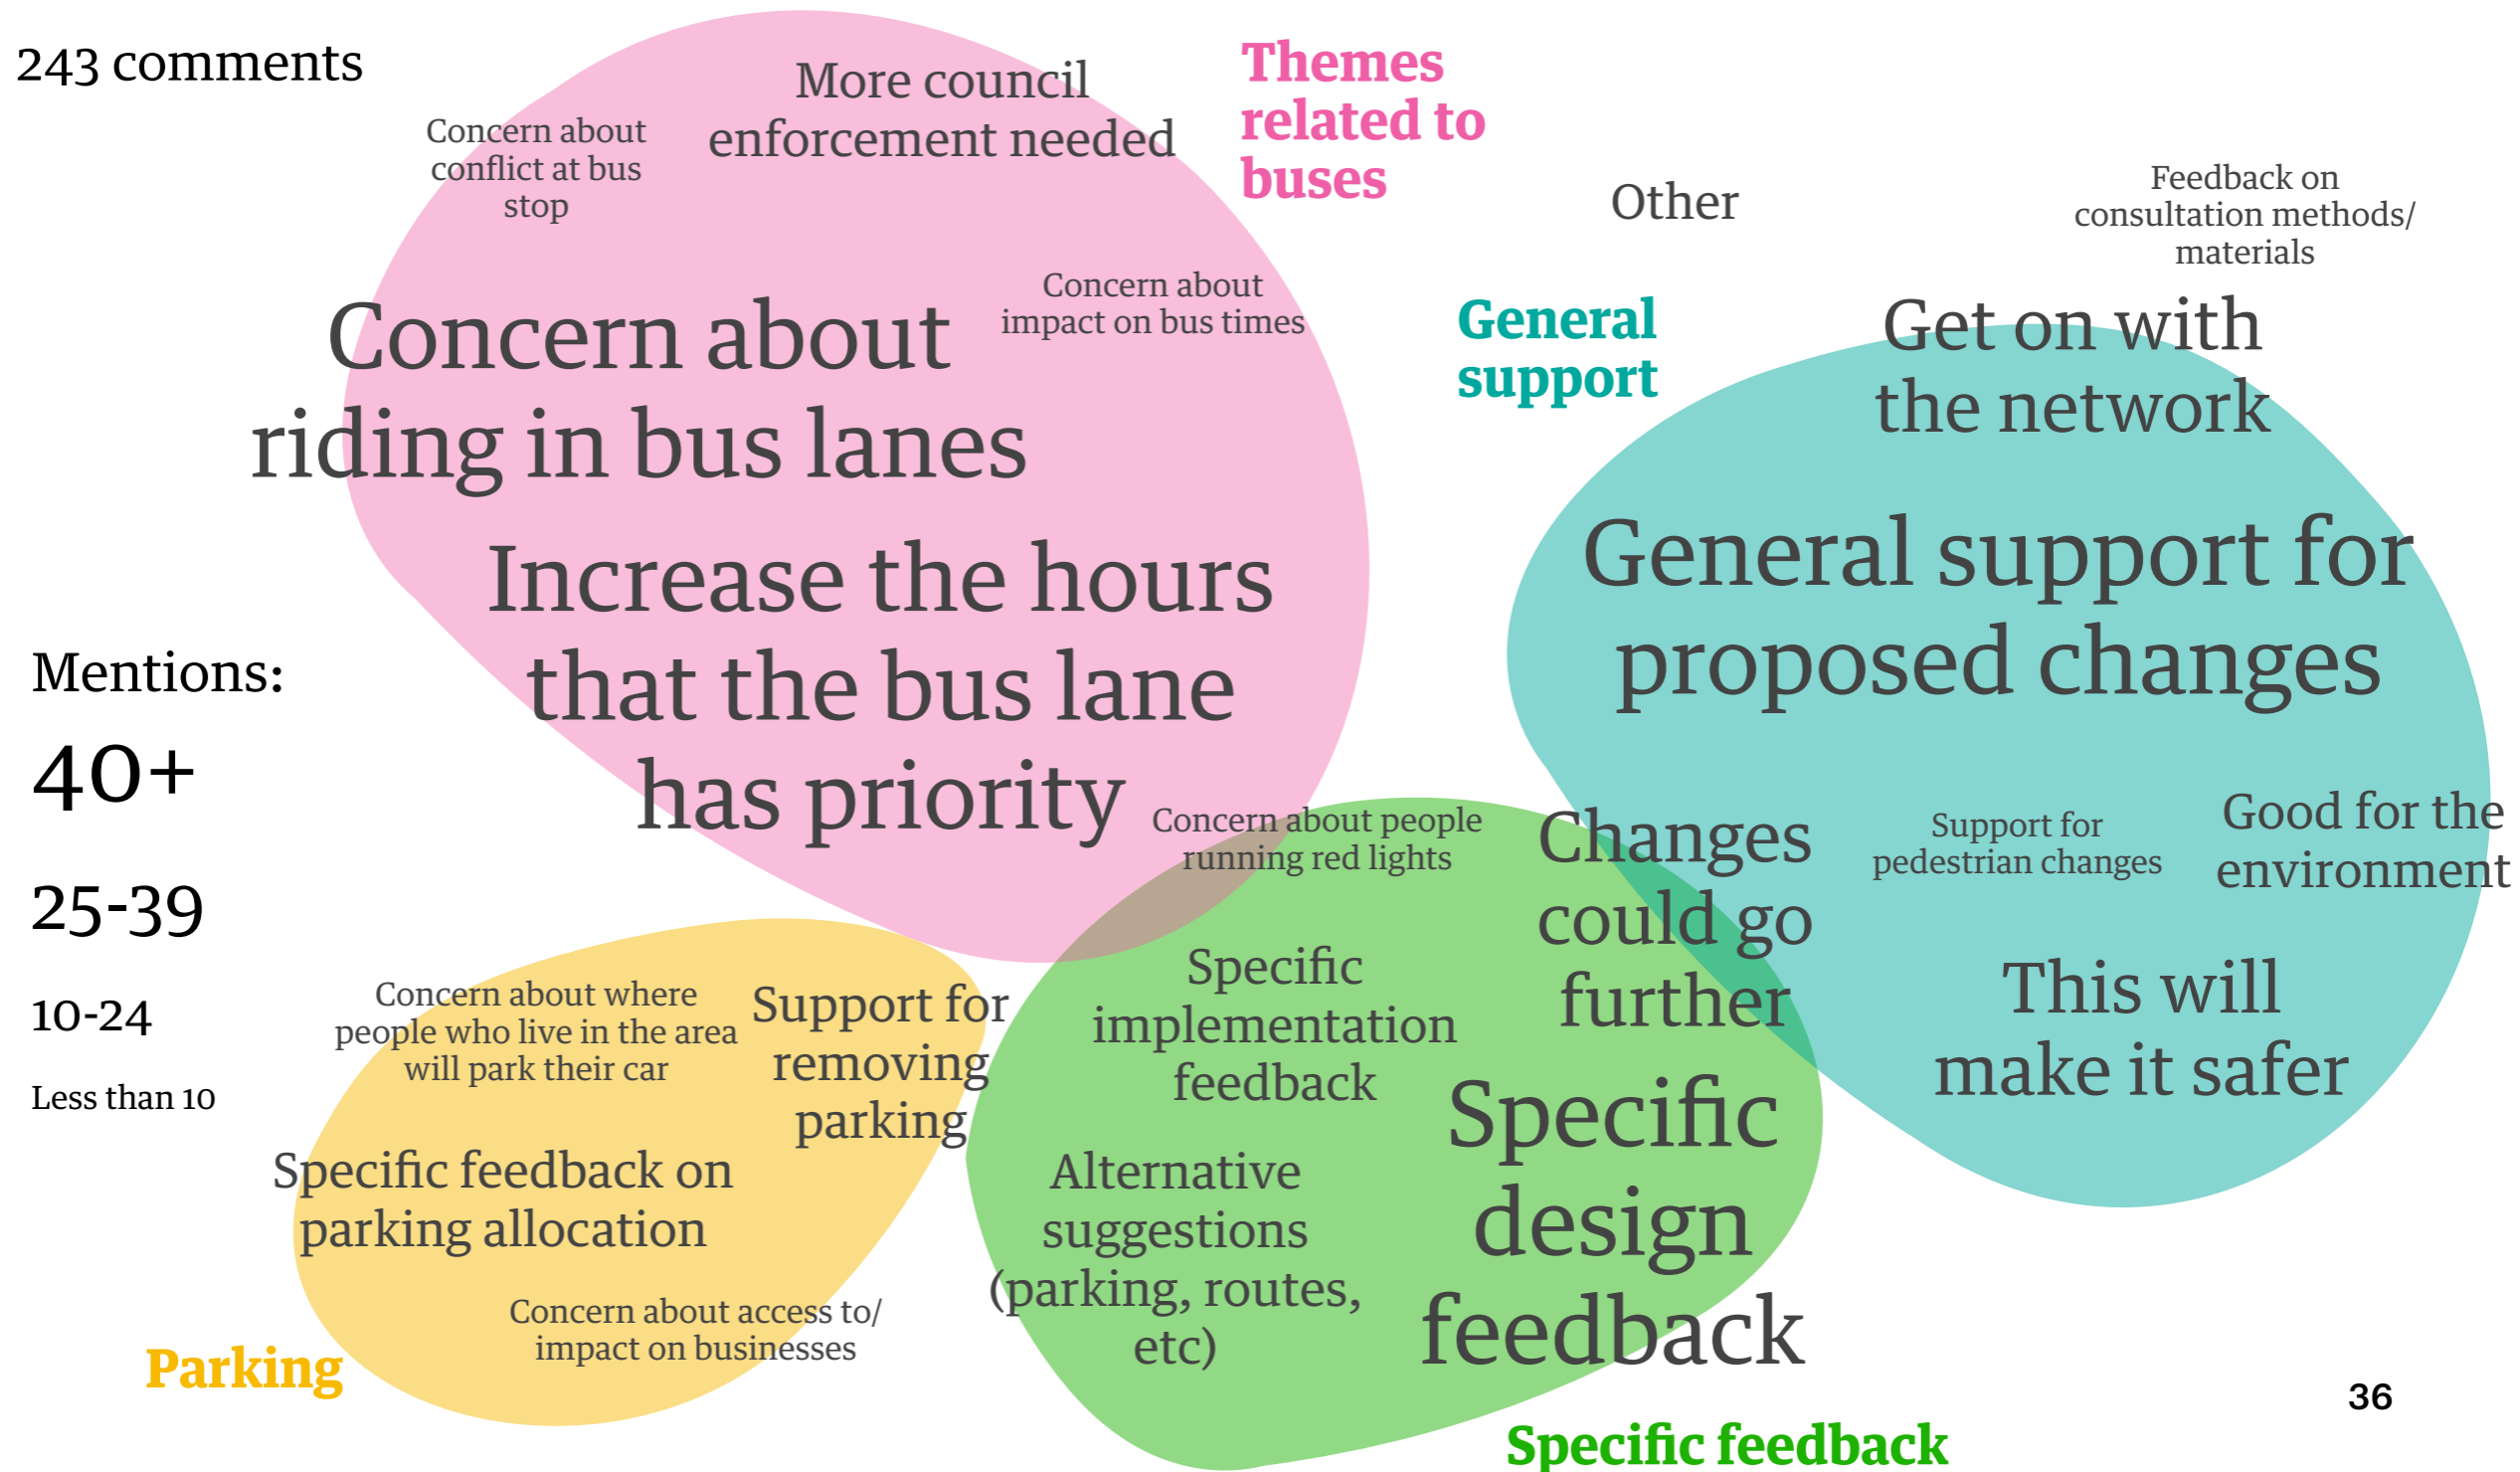 243 comments
Themes
related to
buses
More council
enforcement needed
Concern about
conflict at bus
stop
Concern about
impact on bus times
Concern about
riding in bus lanes
Increase the hours
that the bus lane
has priority
Other
Feedback on
consultation methods/
materials
General
support
Get on with
the network
General support for
proposed changes
Support for
pedestrian changes
Good for the
environment
This will
make it safer
Changes
could go
further
Concern about people
running red lights
Specific
implementation
feedback
Specific
design
feedback
Alternative
suggestions
(parking, routes,
etc)
Specific feedback
Mentions:
40+
25-39
10-24
Less than 10
Concern about where
people who live in the area
will park their car
Support for
removing
parking
Specific feedback on
parking allocation
Concern about access to/
impact on businesses
Parking
36